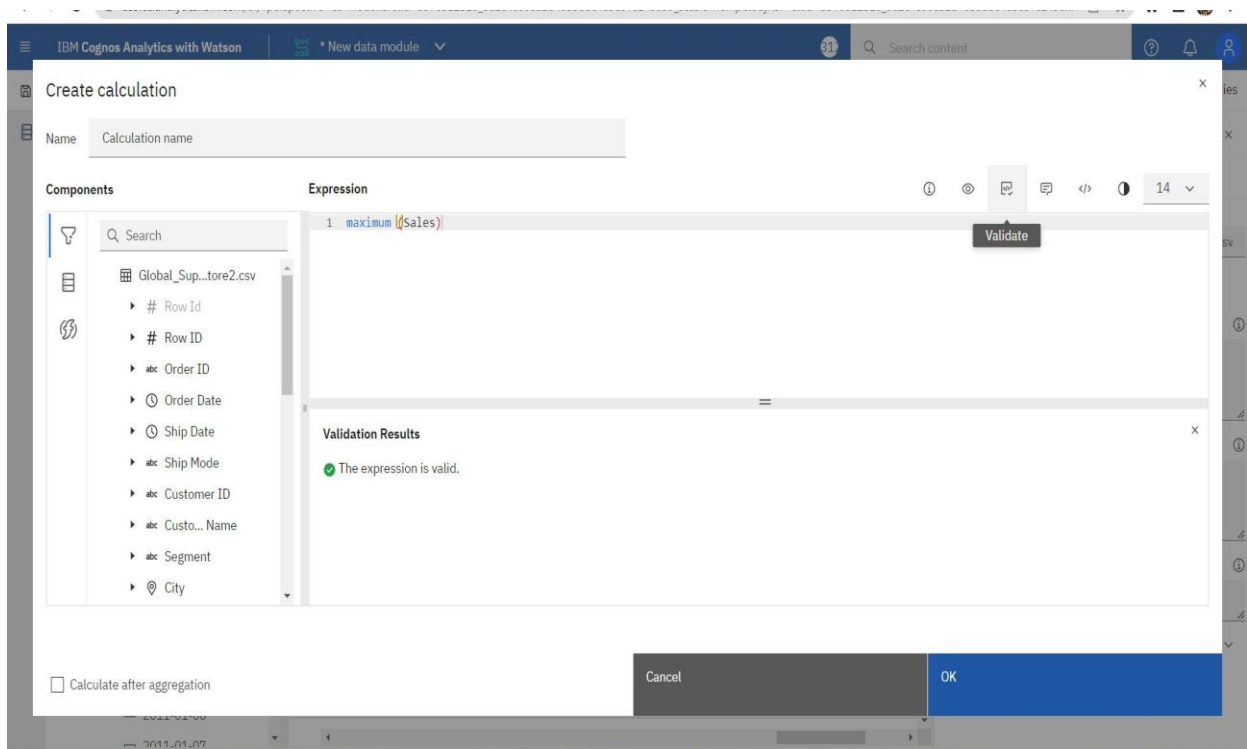 IBM Cognos Analytics with Watson
* New data module
Search content
Create calculation
ies
Name
Calculation name
Components
Expression
14
1 maximum (Sales)
Validate
Search
sv
Global_Sup...tore2.csv
# Row Id
# Row ID
abc Order ID
Order Date
Ship Date
Validation Results
abc Ship Mode
The expression is valid.
abc Customer ID
abc Custo... Name
abc Segment
City
Cancel
OK
Calculate after aggregation
2011-01-07